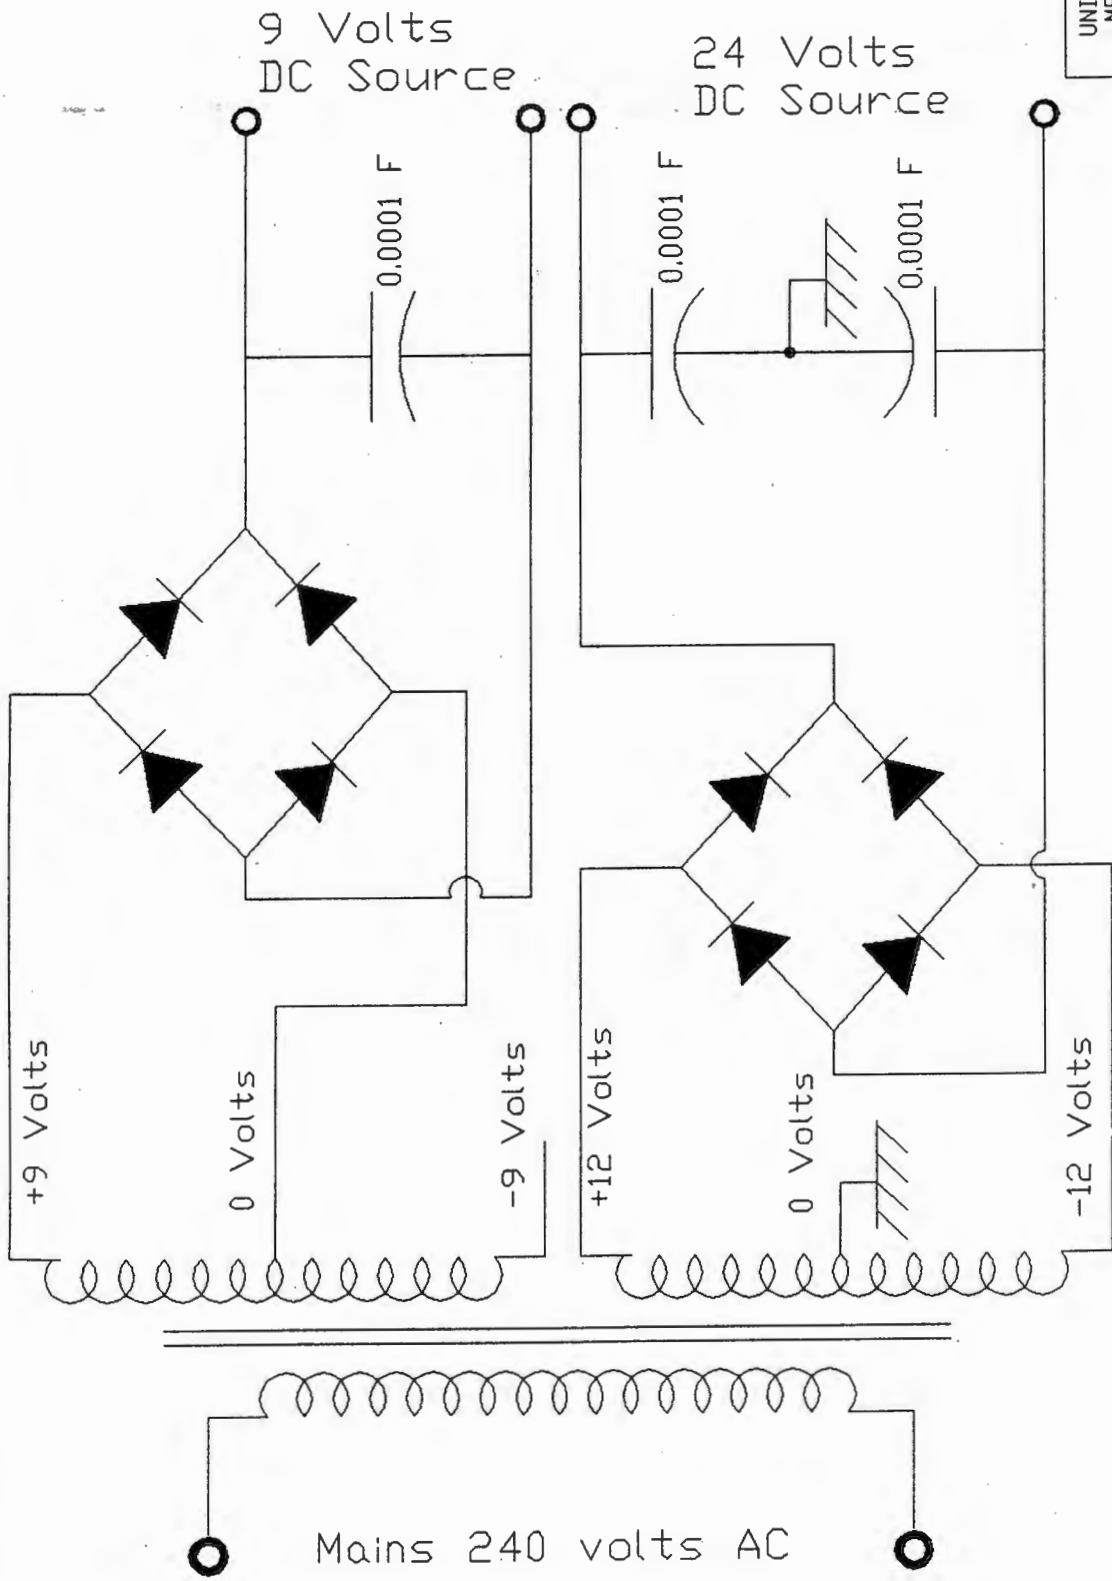 9 Volts
DC Source
24 Volts
DC Source
0.0001 F
0.0001 F
0.0001 F
+9 Volts
0 Volts
-9 Volts
+12 Volts
0 Volts
-12 Volts
Mains 240 volts AC